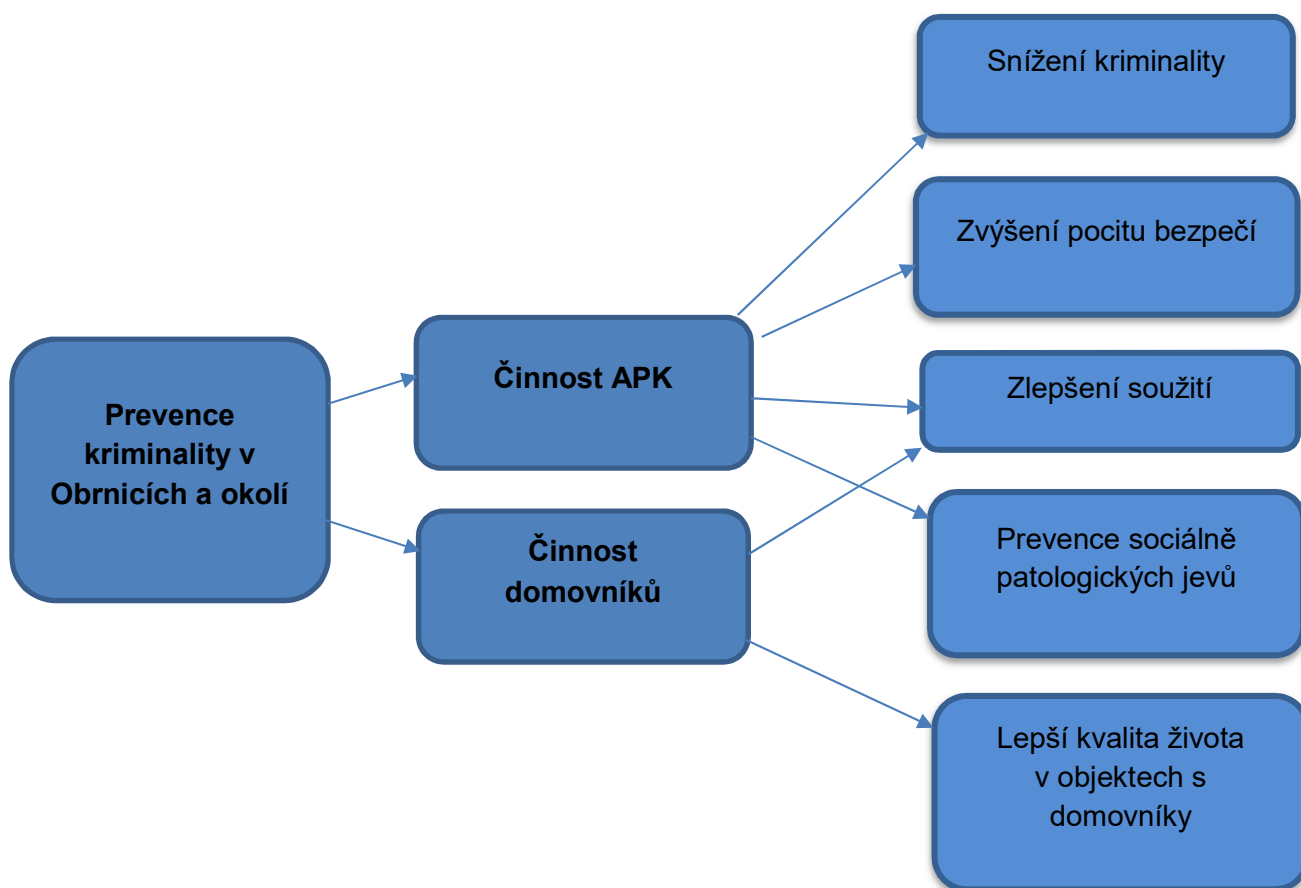 Prevence
kriminality v
Obrnicích a okolí
Činnost APK
Činnost
domovníků
Snížení kriminality
Zvýšení pocitu bezpečí
Zlepšení soužití
Prevence sociálně
patologických jevů
Lepší kvalita života
v objektech s
domovníky